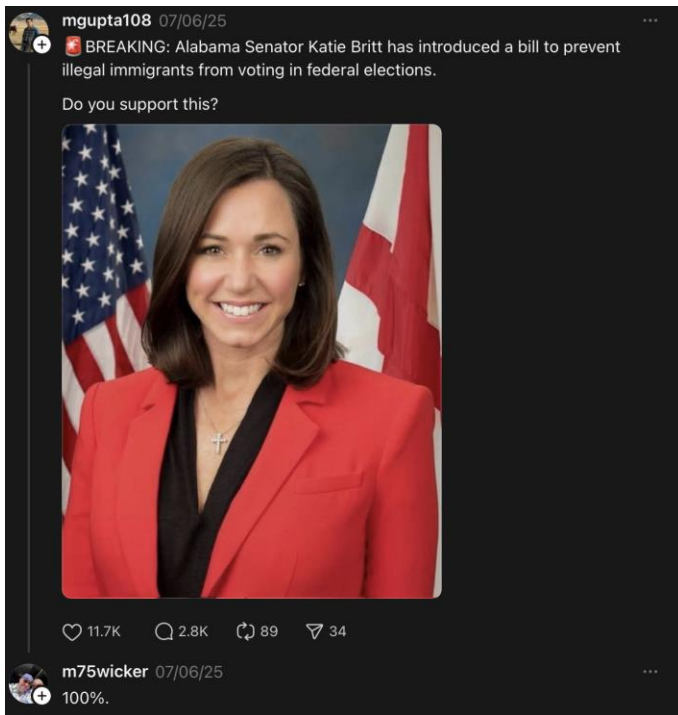 mgupta108 07/06/25
🚨 BREAKING: Alabama Senator Katie Britt has introduced a bill to prevent
illegal immigrants from voting in federal elections.
Do you support this?
11.7K 2.8K 89 34
m75wicker 07/06/25
100%.